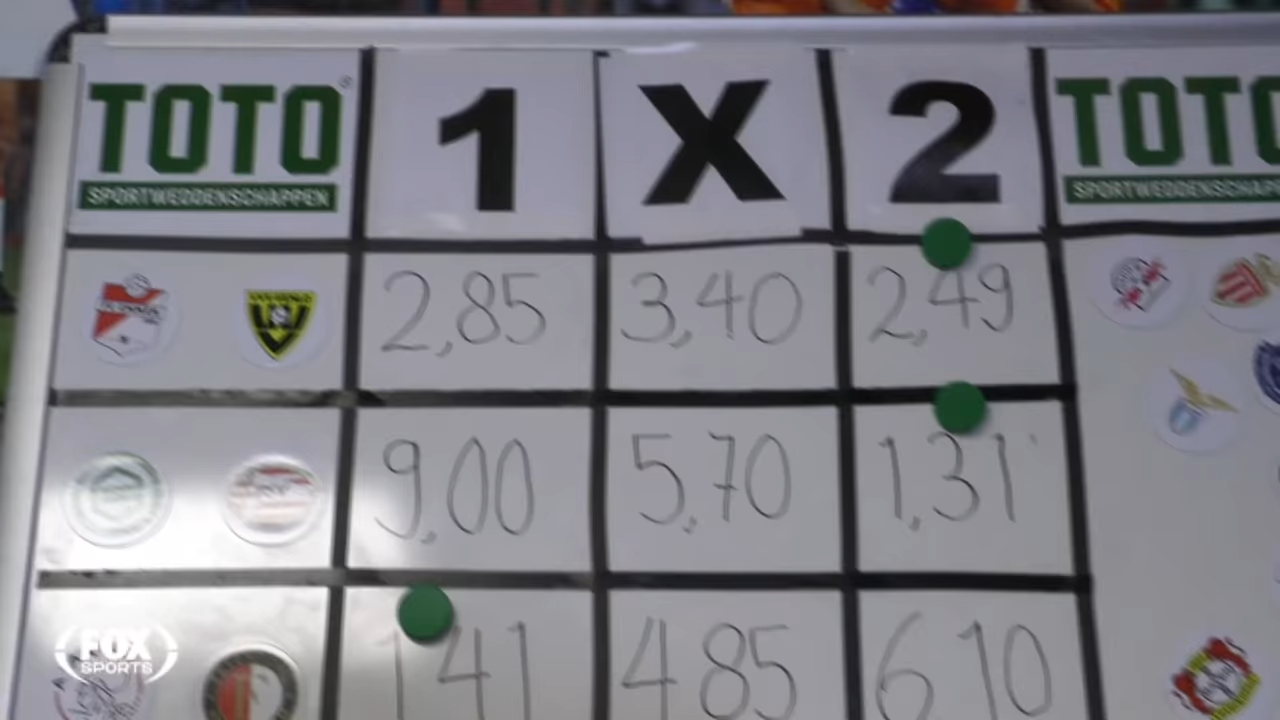 TOTO® 1 X 2 TOTO
SPORTWEDDENSCHAPPEN SPORTWEDDENSCHAPP
2,85 3,40 2,49
9,00 5,70 1,31
1 41 4 85 6 10
FOX
SPORTS